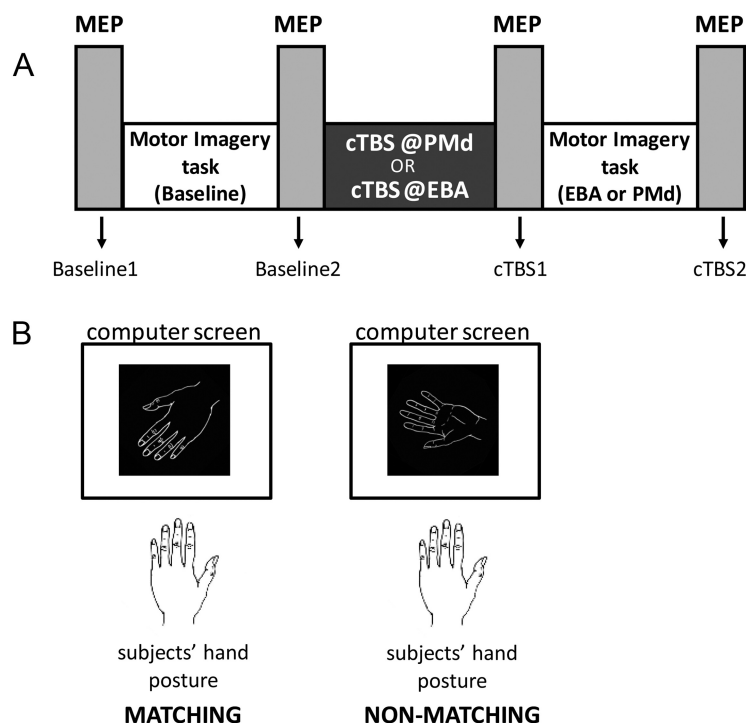 MEP MEP MEP MEP
A
Motor Imagery
task
(Baseline)
cTBS @PMd
OR
cTBS@EBA
Motor Imagery
task
(EBA or PMd)
Baseline1 Baseline2 cTBS1 cTBS2
B
computer screen computer screen
subjects' hand
posture
MATCHING
subjects' hand
posture
NON-MATCHING